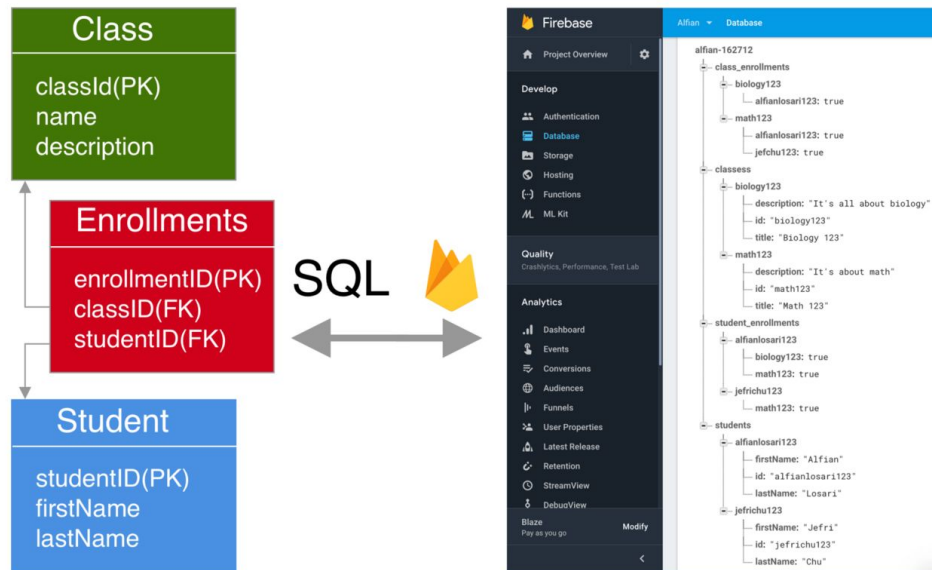 Class
classId(PK)
name
description
Enrollments
enrollmentID(PK)
classID(FK)
studentID(FK)
Student
studentID(PK)
firstName
lastName
SQL
Firebase
Project Overview
Develop
Authentication
Database
Storage
Hosting
Functions
ML Kit
Quality
Crashlytics, Performance, Test Lab
Analytics
Dashboard
Events
Conversions
Audiences
Funnels
User Properties
Latest Release
Retention
StreamView
DebugView
Blaze
Pay as you go
Modify
Alfian Database
alfian-162712
class_enrollments
biology123
alfianlosari123: true
math123
alfianlosari123: true
jefchu123: true
classess
biology123
description: "It's all about biology"
id: "biology123"
title: "Biology 123"
math123
description: "It's about math"
id: "math123"
title: "Math 123"
student_enrollments
alfianlosari123
biology123: true
math123: true
jefrichu123
math123: true
students
alfianlosari123
firstName: "Alfian"
id: "alfianlosari123"
lastName: "Losari"
jefrichu123
firstName: "Jefri"
id: "jefrichu123"
lastName: "Chu"